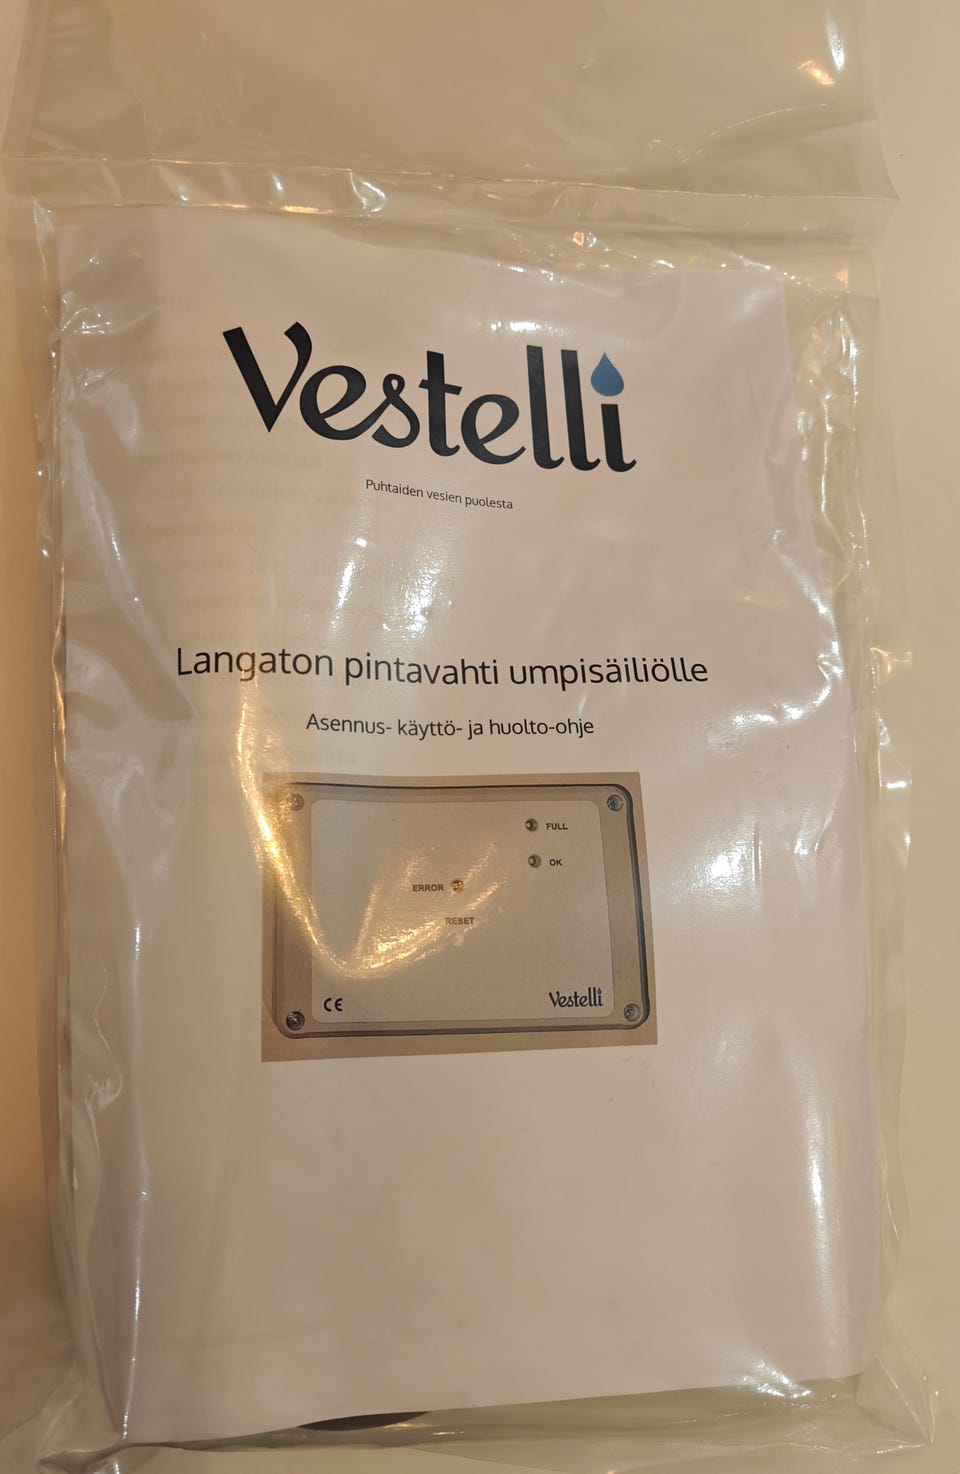 Vestelli
Puhtaiden vesien puolesta
Langaton pintavahti umpisäiliölle
Asennus- käyttö- ja huolto-ohje
FULL
OK
ERROR
RESET
CE
Vestelli